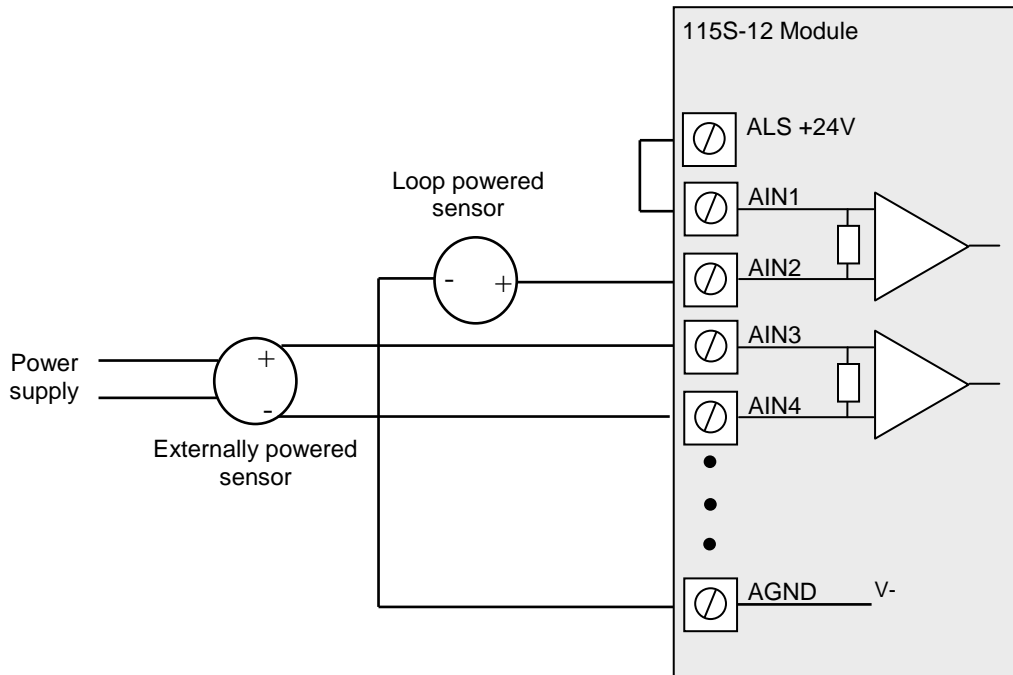 115S-12 Module
ALS +24V
Loop powered
sensor
AIN1
- +
AIN2
AIN3
+
Power
supply
-
AIN4
Externally powered
sensor
AGND
V-